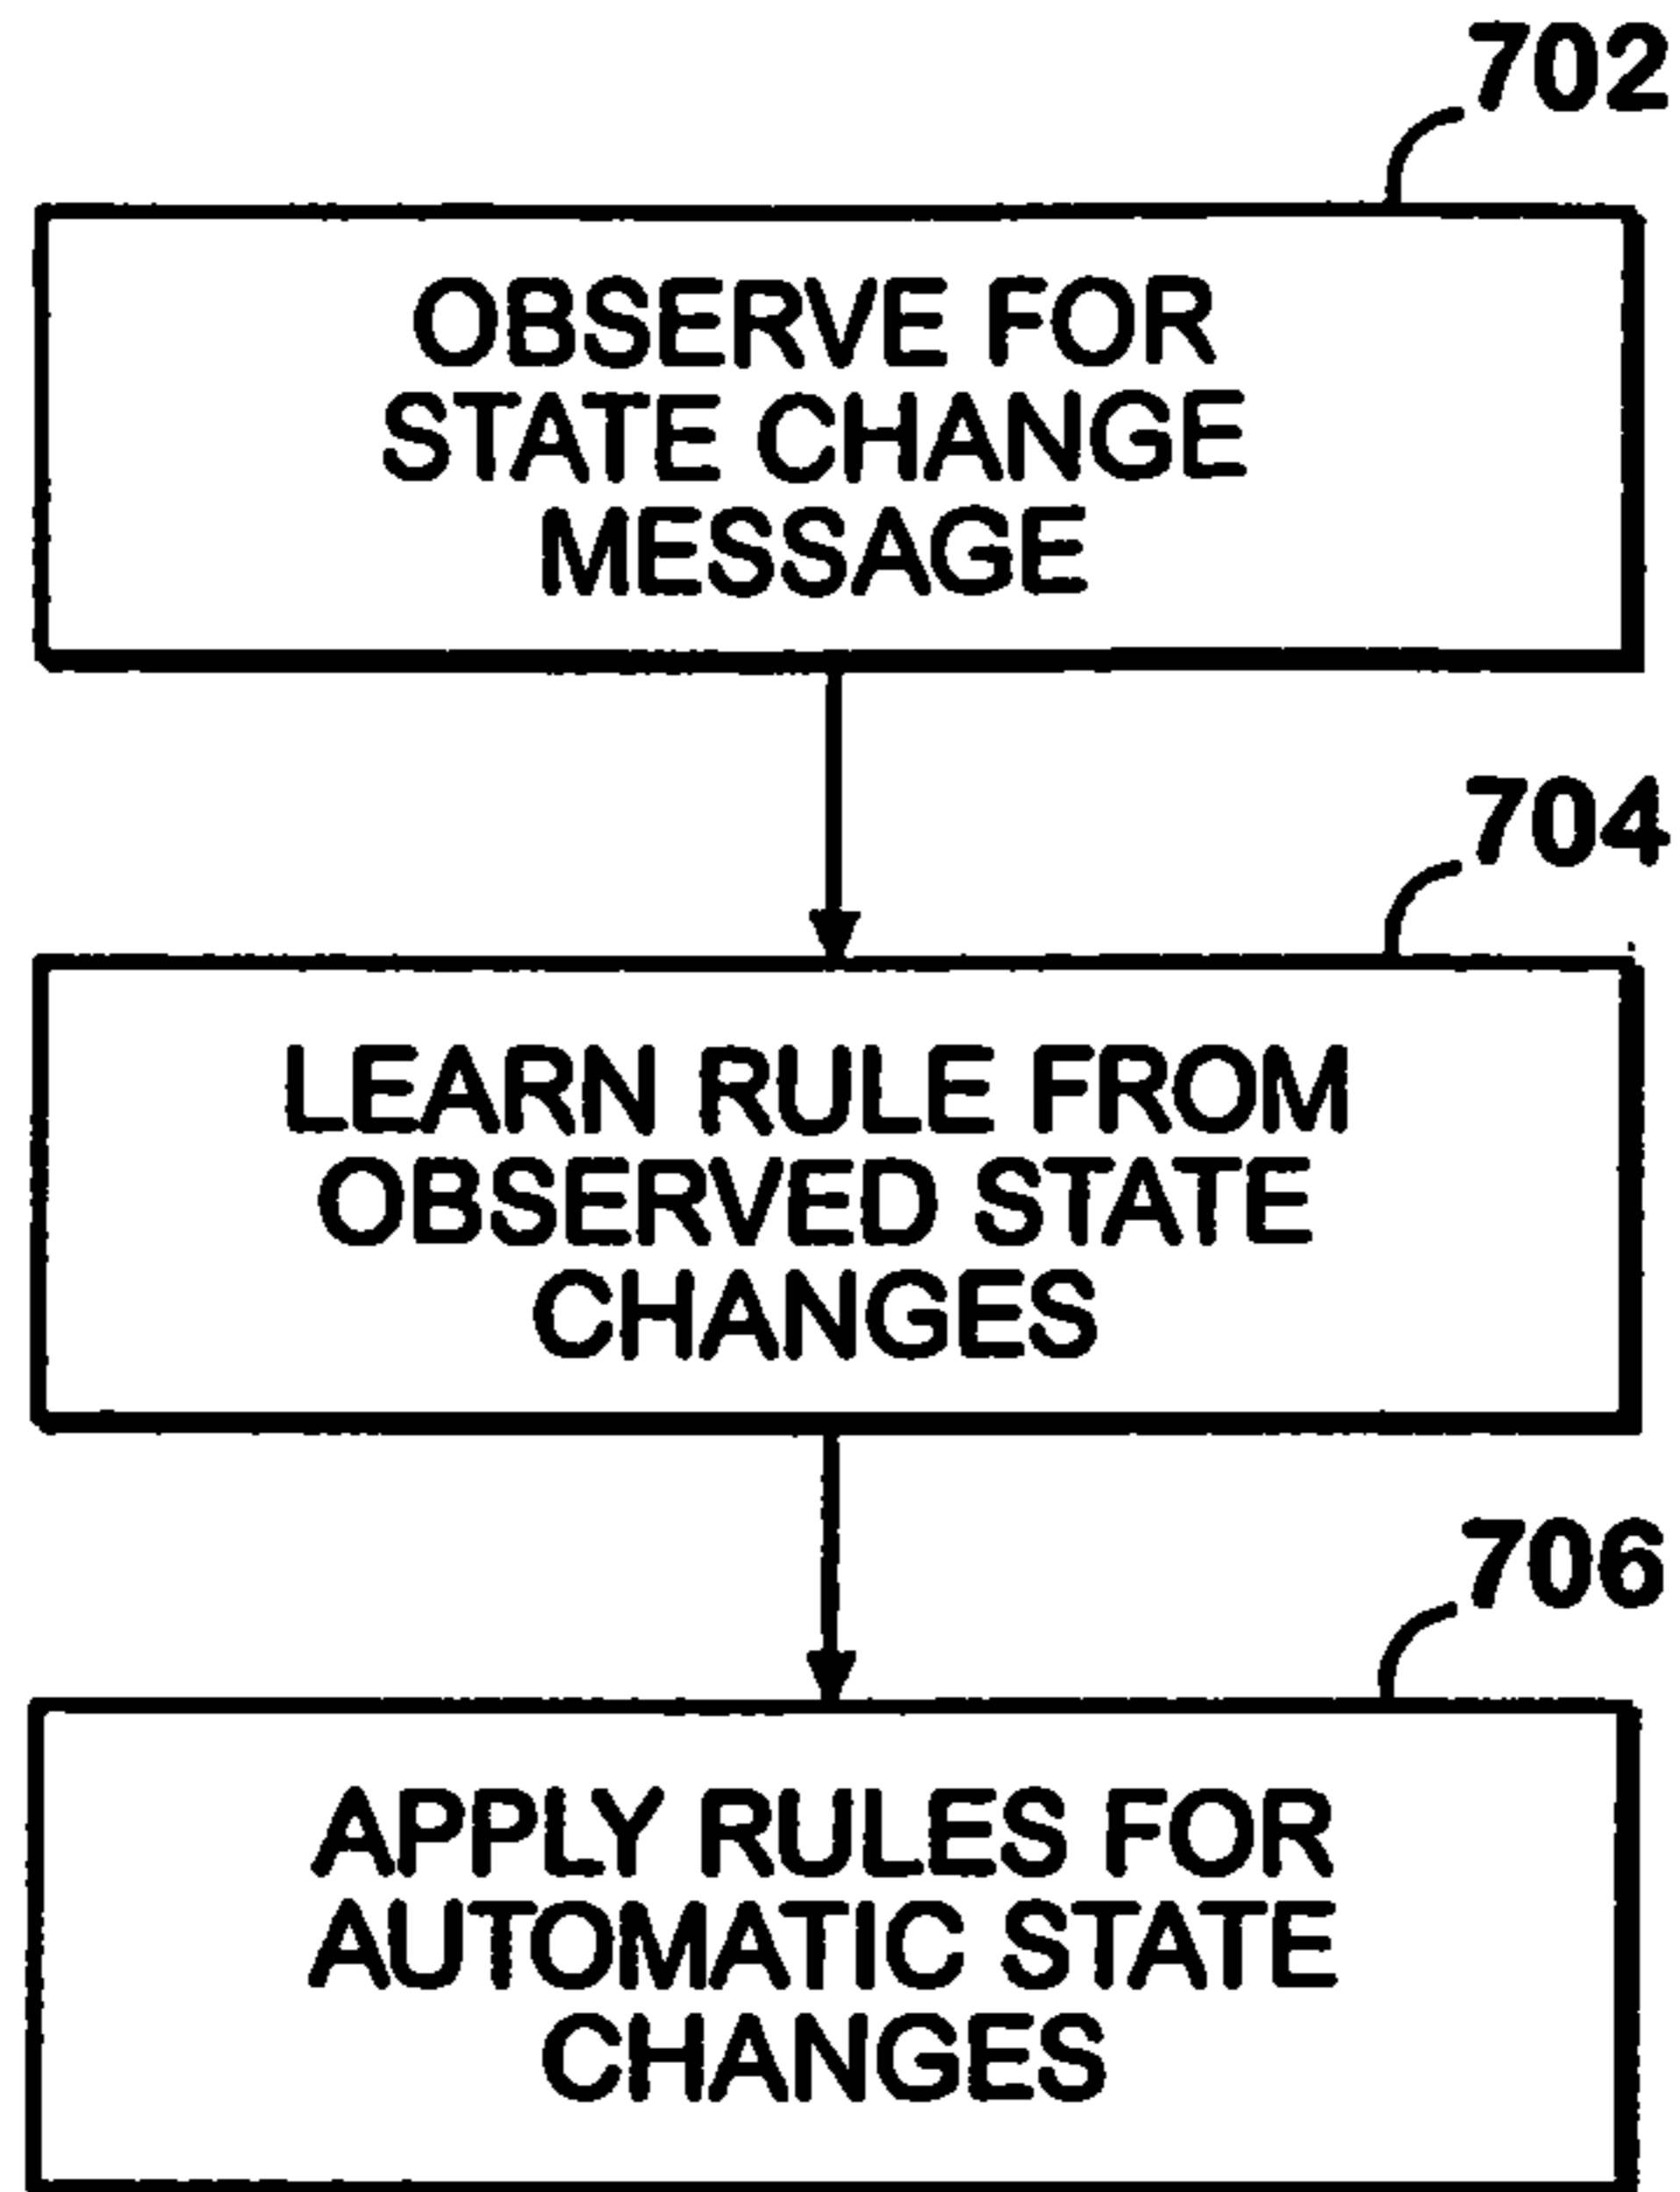 702
OBSERVE FOR
STATE CHANGE
MESSAGE
704
LEARN RULE FROM
OBSERVED STATE
CHANGES
706
APPLY RULES FOR
AUTOMATIC STATE
CHANGES